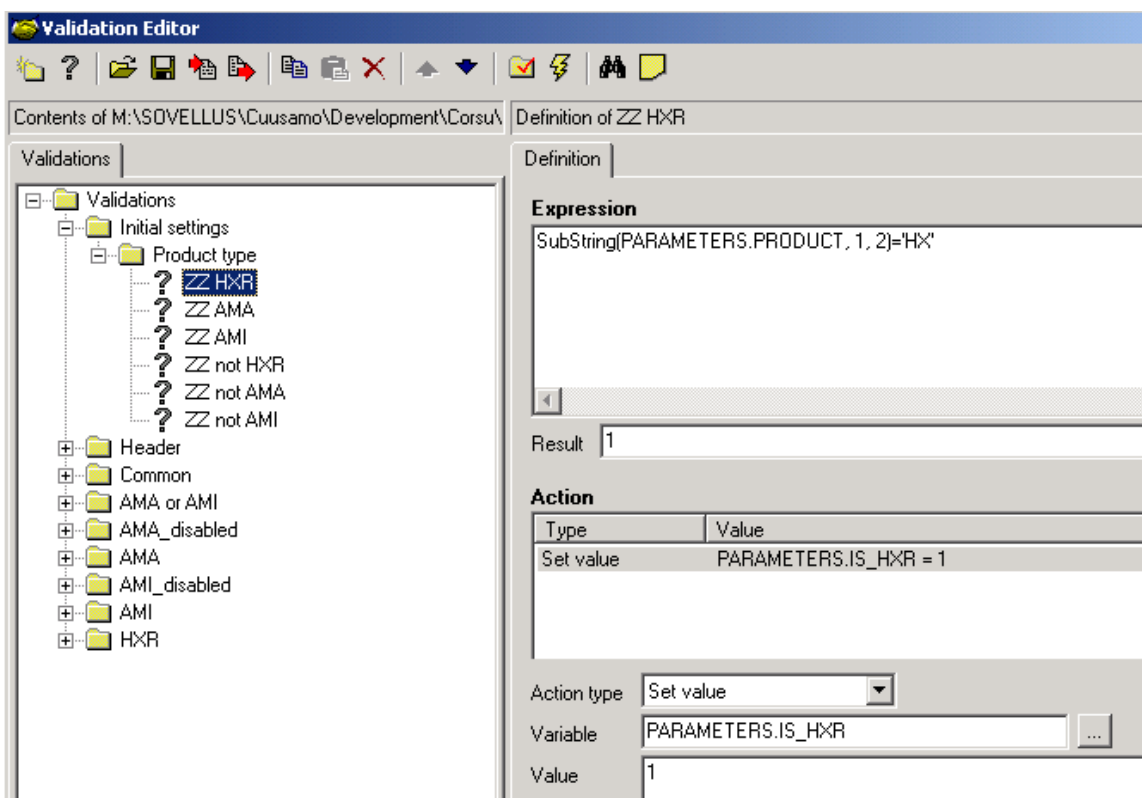 Validation Editor
Contents of M:\SOVELLUS\Cuusamo\Development\Corsu\
Definition of ZZ HXR
Validations
Definition
Validations
Initial settings
Product type
ZZ HXR
ZZ AMA
ZZ AMI
ZZ not HXR
ZZ not AMA
ZZ not AMI
Header
Common
AMA or AMI
AMA_disabled
AMA
AMI_disabled
AMI
HXR
Expression
SubString(PARAMETERS.PRODUCT, 1, 2)='HX'
Result 1
Action
Type Value
Set value PARAMETERS.IS_HXR = 1
Action type Set value
Variable PARAMETERS.IS_HXR ...
Value 1